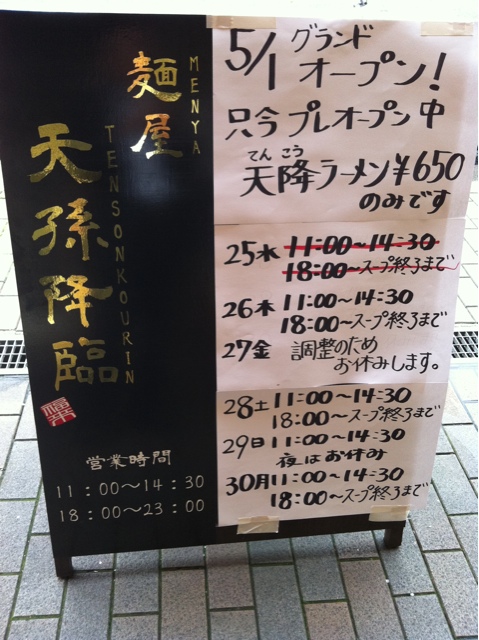 麺屋
MENYA
天孫降臨
TENSONKOURIN
福来
営業時間
11:00〜14:30
18:00〜23:00
5/1 グランド
オープン!
只今プレオープン中
てん こう
天降ラーメン¥650
のみです
25水 11:00〜14:30
18:00〜スープ終了まで
26木 11:00〜14:30
18:00〜スープ終了まで
27金 調整のため
お休みします。
28土 11:00〜14:30
18:00〜スープ終了まで
29日 11:00〜14:30
夜はお休み
30月 11:00〜14:30
18:00〜スープ終了まで